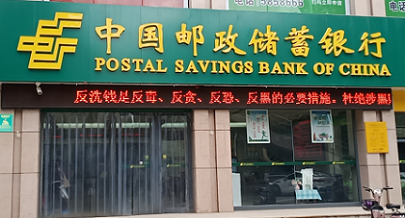 中国邮政储蓄银行
POSTAL SAVINGS BANK OF CHINA
反洗钱是反毒、反贪、反恐、反黑的必要措施。杜绝涉黑